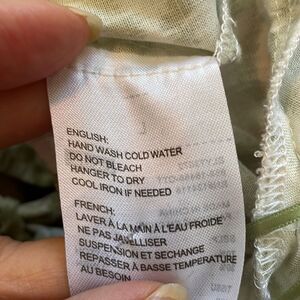 ENGLISH:
HAND WASH COLD WATER
DO NOT BLEACH
HANGER TO DRY
COOL IRON IF NEEDED
FRENCH:
LAVER À LA MAIN À L'EAU FROIDE
NE PAS JAVELLISER
SUSPENSION ET SECHANGE
REPASSER À BASSE TEMPERATURE
AU BESOIN